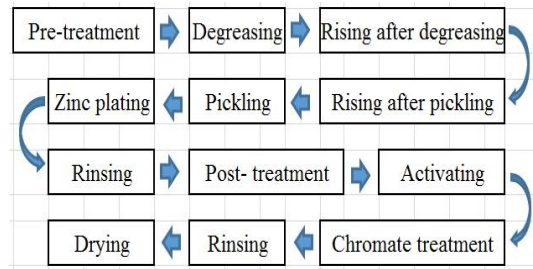 Pre-treatment
Degreasing
Rising after degreasing
Zinc plating
Pickling
Rising after pickling
Rinsing
Post- treatment
Activating
Drying
Rinsing
Chromate treatment